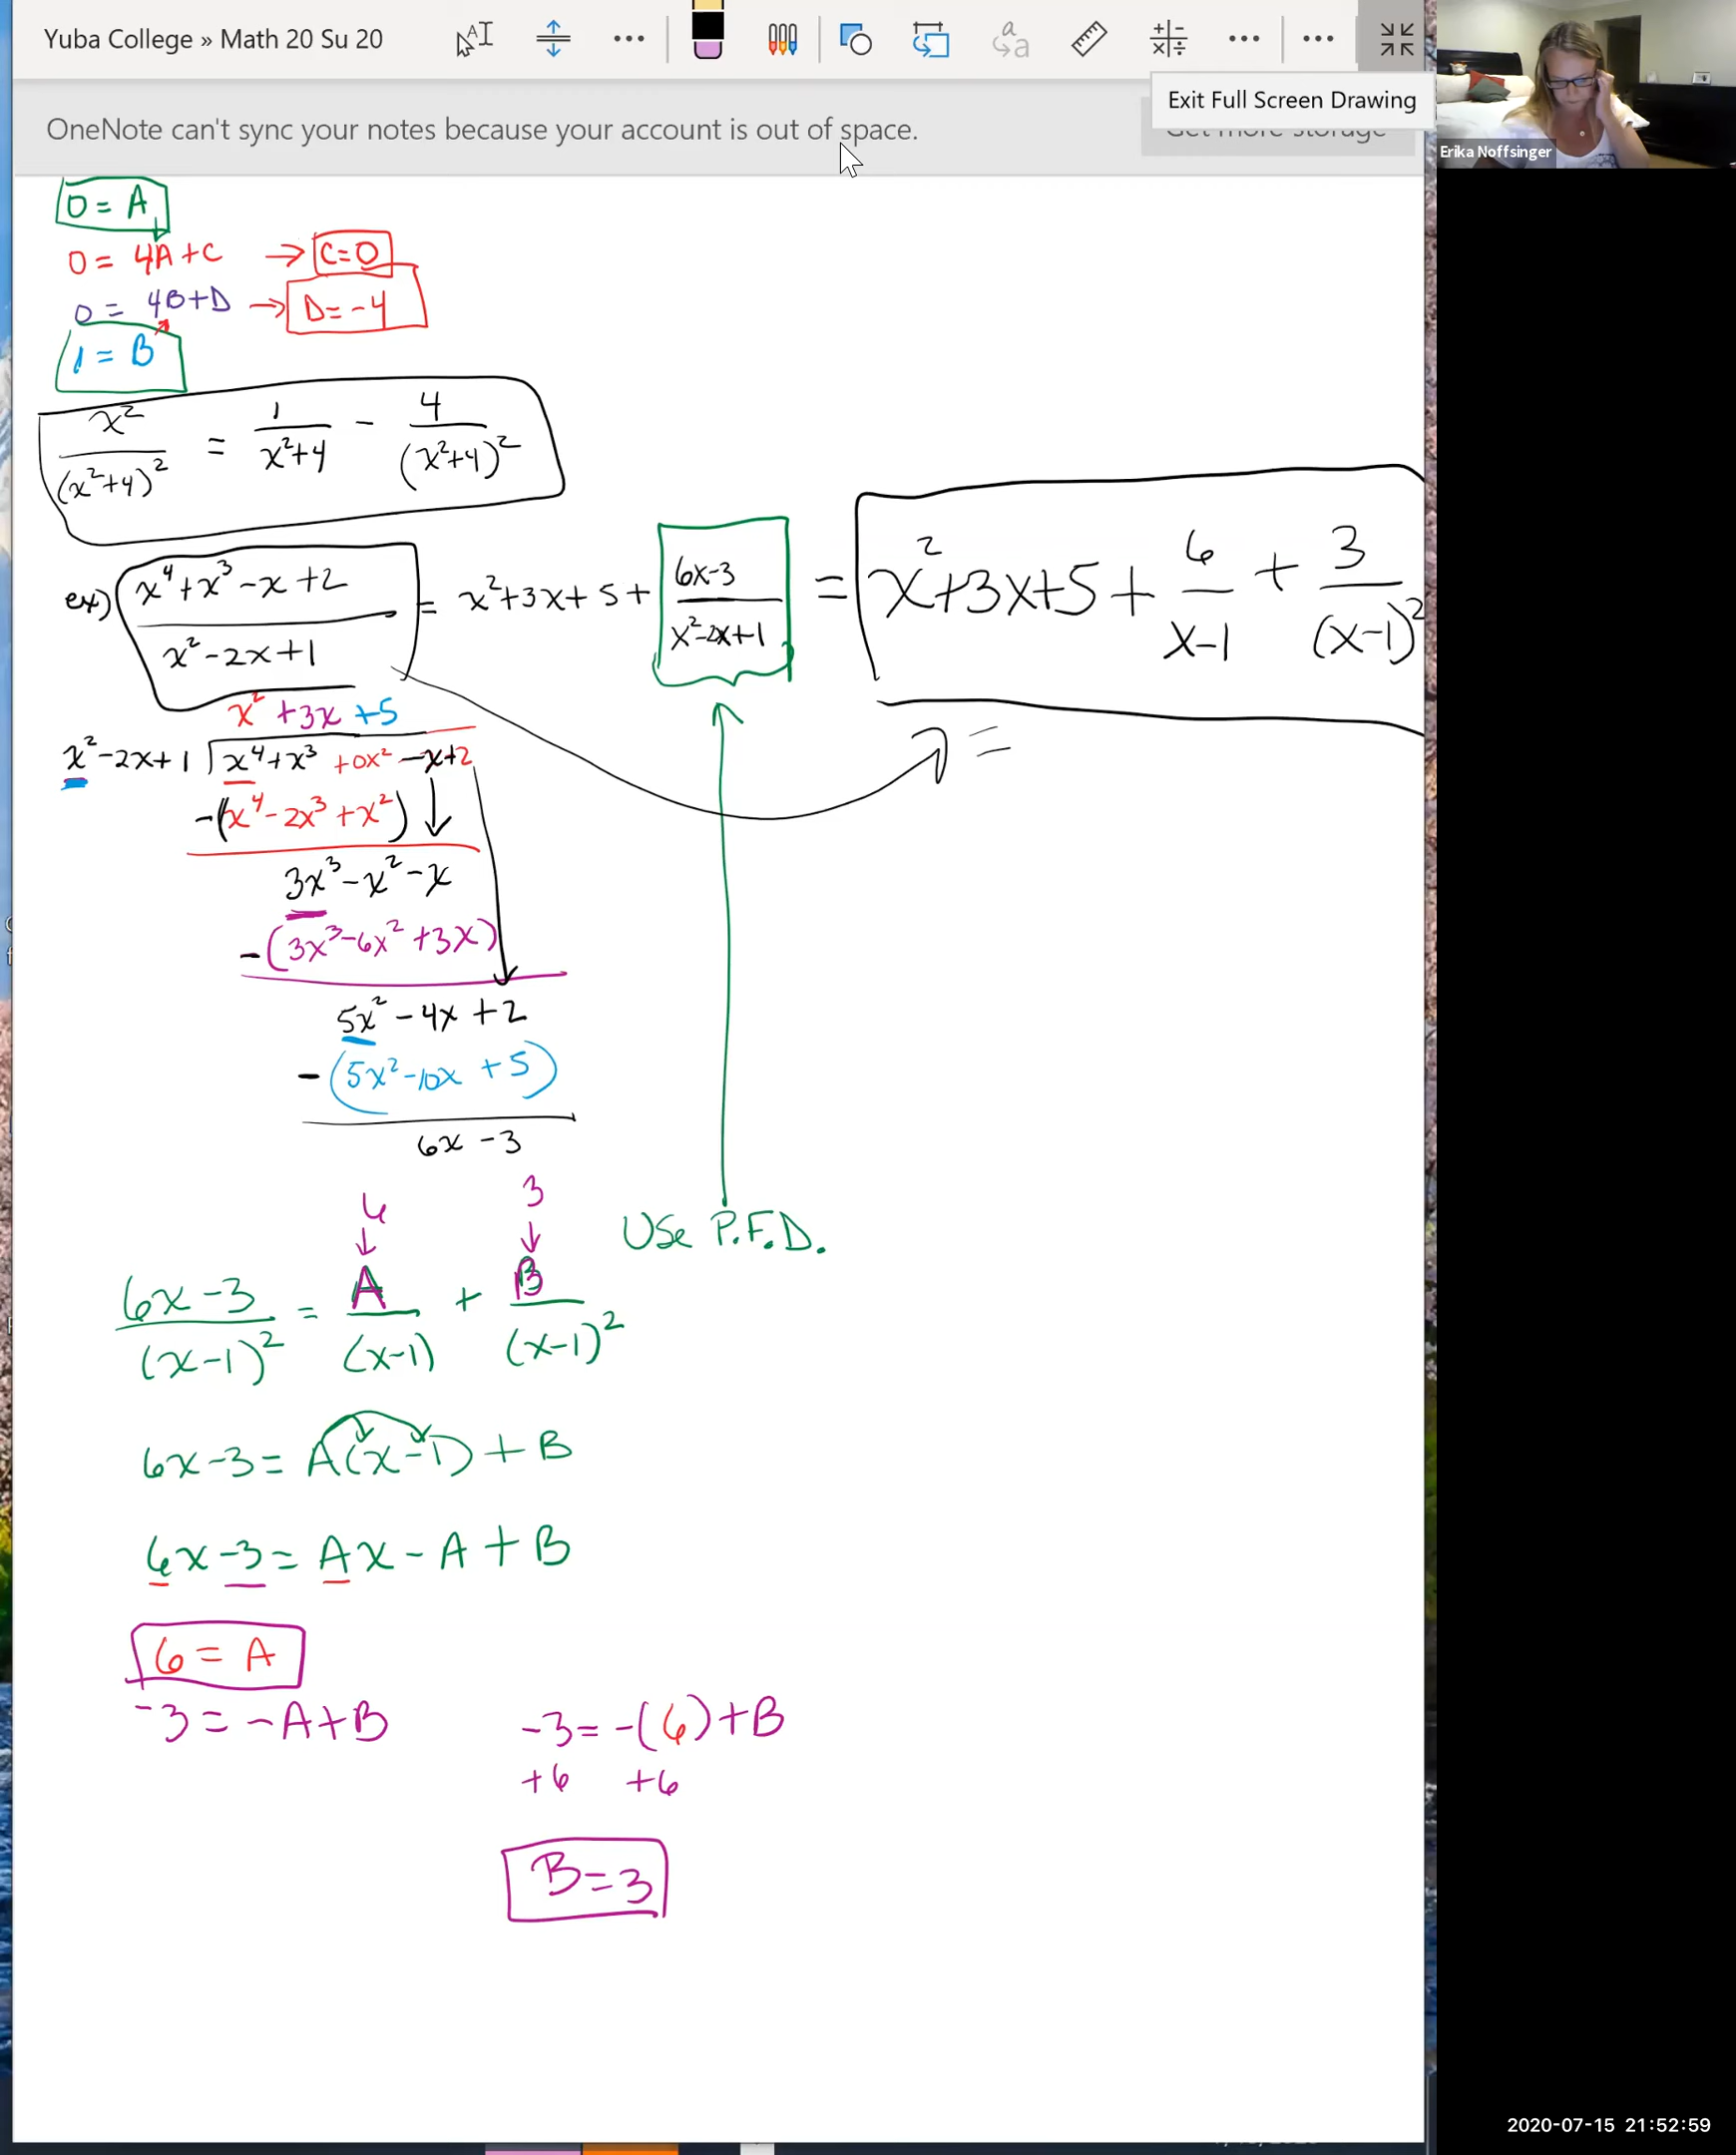 Yuba College » Math 20 Su 20
Exit Full Screen Drawing
Erika Noffsinger
OneNote can't sync your notes because your account is out of space.
0 = A
0 = 4A+C → C=0
0 = 4B+D → D=-4
1 = B
x²/(x²+4)² = 1/(x²+4) - 4/(x²+4)²
ex) (x⁴+x³-x+2)/(x²-2x+1) = x²+3x+5+ (6x-3)/(x²-2x+1) = x²+3x+5+ 6/(x-1) + 3/(x-1)²
x²+3x+5
x²-2x+1 x⁴+x³+0x²-x+2
=
-(x⁴-2x³+x²)
3x³-x²-x
-(3x³-6x²+3x)
5x²-4x+2
-(5x²-10x+5)
6x-3
6 3
↓ ↓
Use P.F.D.
(6x-3)/(x-1)² = A/(x-1) + B/(x-1)²
6x-3= A(x-1)+B
6x-3= Ax-A+B
6 = A
-3=-A+B
-3=-(6)+B
+6 +6
B=3
2020-07-15 21:52:59